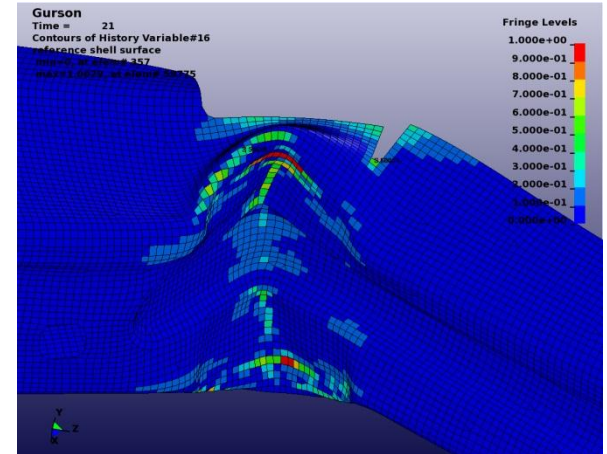 Gurson
Time = 21
Contours of History Variable#16
reference shell surface
Fringe Levels
1.000e+00
9.000e-01
8.000e-01
7.000e-01
6.000e-01
5.000e-01
4.000e-01
3.000e-01
2.000e-01
1.000e-01
0.000e+00
Y
Z
X